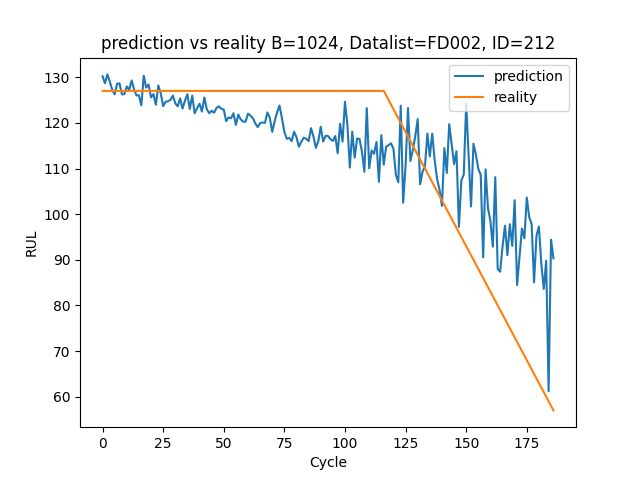 prediction vs reality B=1024, Datalist=FD002, ID=212
prediction
reality
130
120
110
100
90
80
70
60
RUL
0 25 50 75 100 125 150 175
Cycle